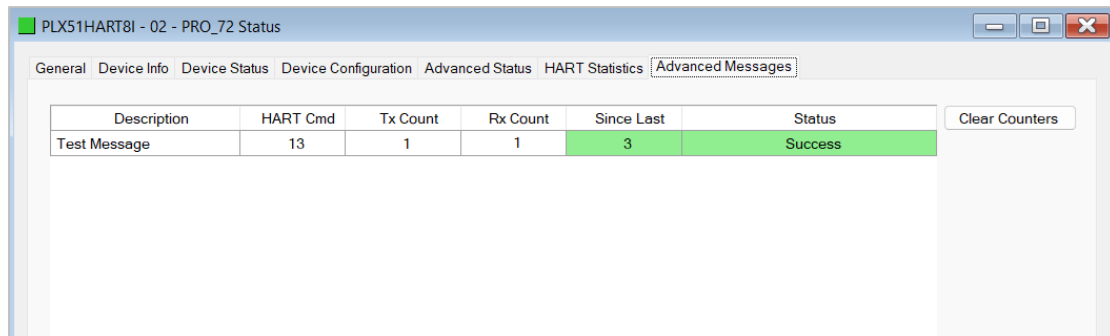 PLX51HART8I - 02 - PRO_72 Status
General Device Info Device Status Device Configuration Advanced Status HART Statistics Advanced Messages
Description HART Cmd Tx Count Rx Count Since Last Status Clear Counters
Test Message 13 1 1 3 Success